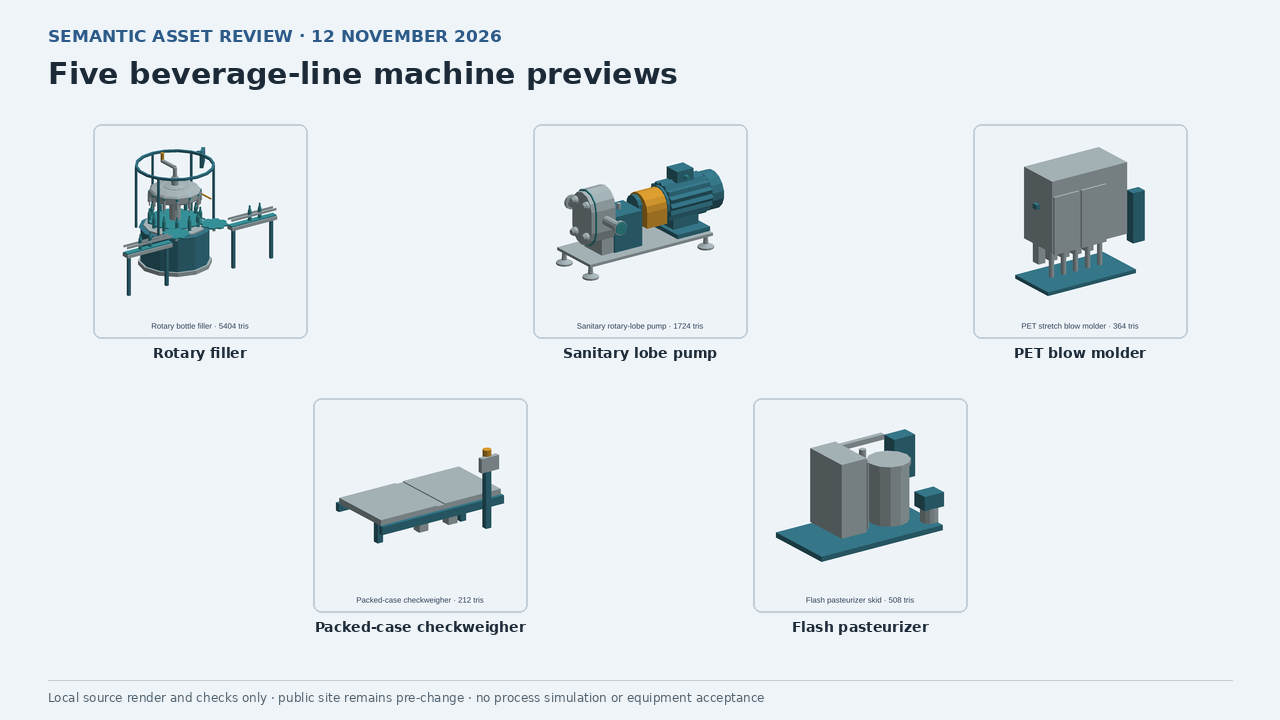 SEMANTIC ASSET REVIEW · 12 NOVEMBER 2026
Five beverage-line machine previews
Rotary bottle filler · 5404 tris
Rotary filler
Sanitary rotary-lobe pump · 1724 tris
Sanitary lobe pump
PET stretch blow molder · 364 tris
PET blow molder
Packed-case checkweigher · 212 tris
Packed-case checkweigher
Flash pasteurizer skid · 508 tris
Flash pasteurizer
Local source render and checks only · public site remains pre-change · no process simulation or equipment acceptance